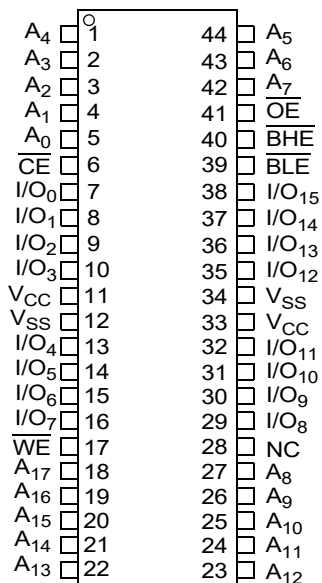 A4 1 44 A5
A3 2 43 A6
A2 3 42 A7
A1 4 41 OE
A0 5 40 BHE
CE 6 39 BLE
I/O0 7 38 I/O15
I/O1 8 37 I/O14
I/O2 9 36 I/O13
I/O3 10 35 I/O12
VCC 11 34 VSS
VSS 12 33 VCC
I/O4 13 32 I/O11
I/O5 14 31 I/O10
I/O6 15 30 I/O9
I/O7 16 29 I/O8
WE 17 28 NC
A17 18 27 A8
A16 19 26 A9
A15 20 25 A10
A14 21 24 A11
A13 22 23 A12